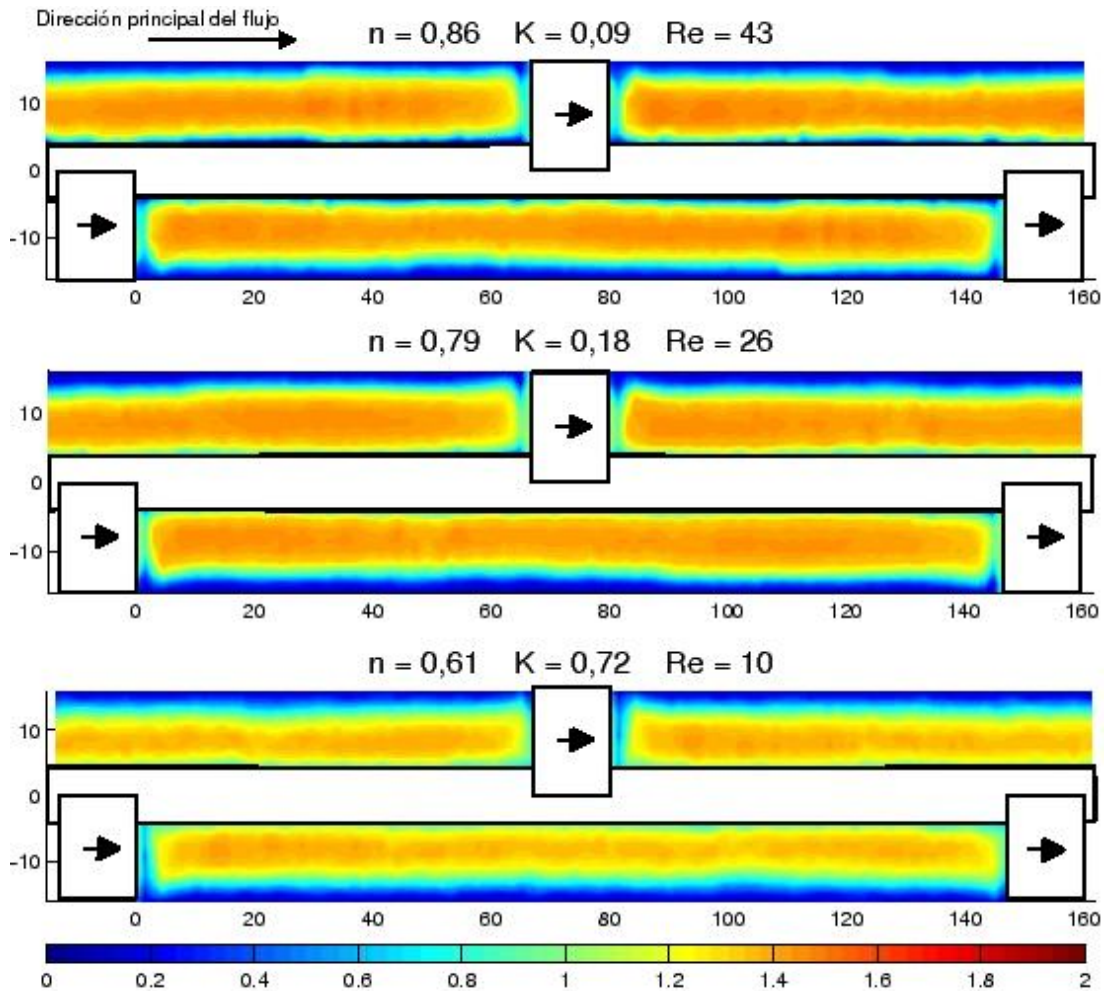 Dirección principal del flujo
n = 0,86 K = 0,09 Re = 43
10
0
-10
0 20 40 60 80 100 120 140 160
n = 0,79 K = 0,18 Re = 26
10
0
-10
0 20 40 60 80 100 120 140 160
n = 0,61 K = 0,72 Re = 10
10
0
-10
0 20 40 60 80 100 120 140 160
0 0.2 0.4 0.6 0.8 1 1.2 1.4 1.6 1.8 2